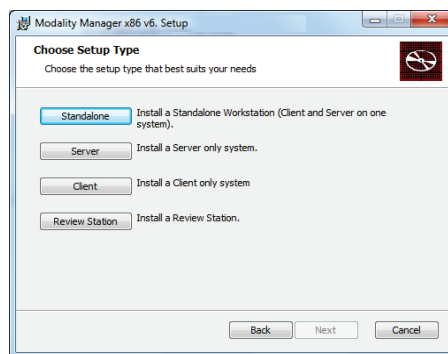 Modality Manager x86 v6. Setup
Choose Setup Type
Choose the setup type that best suits your needs
Standalone
Install a Standalone Workstation (Client and Server on one
system).
Server
Install a Server only system.
Client
Install a Client only system
Review Station
Install a Review Station.
Back
Next
Cancel